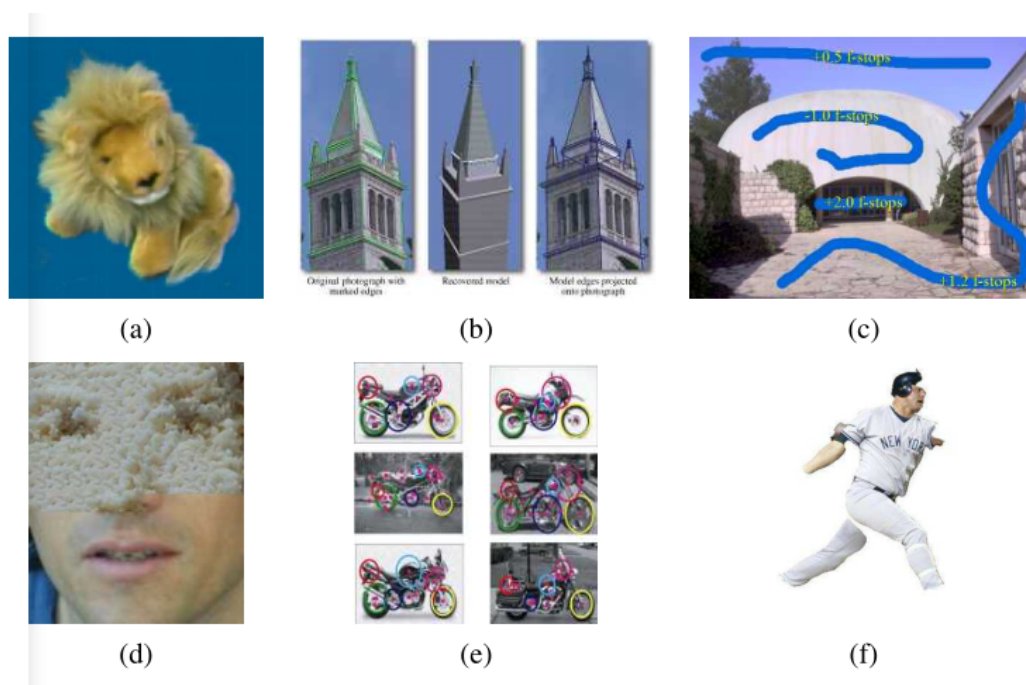 +0.5 f-stops
-1.0 f-stops
+2.0 f-stops
+1.2 f-stops
Original photograph with
marked edges
Recovered model
Model edges projected
onto photograph
(a)
(b)
(c)
NEW YORK
(d)
(e)
(f)